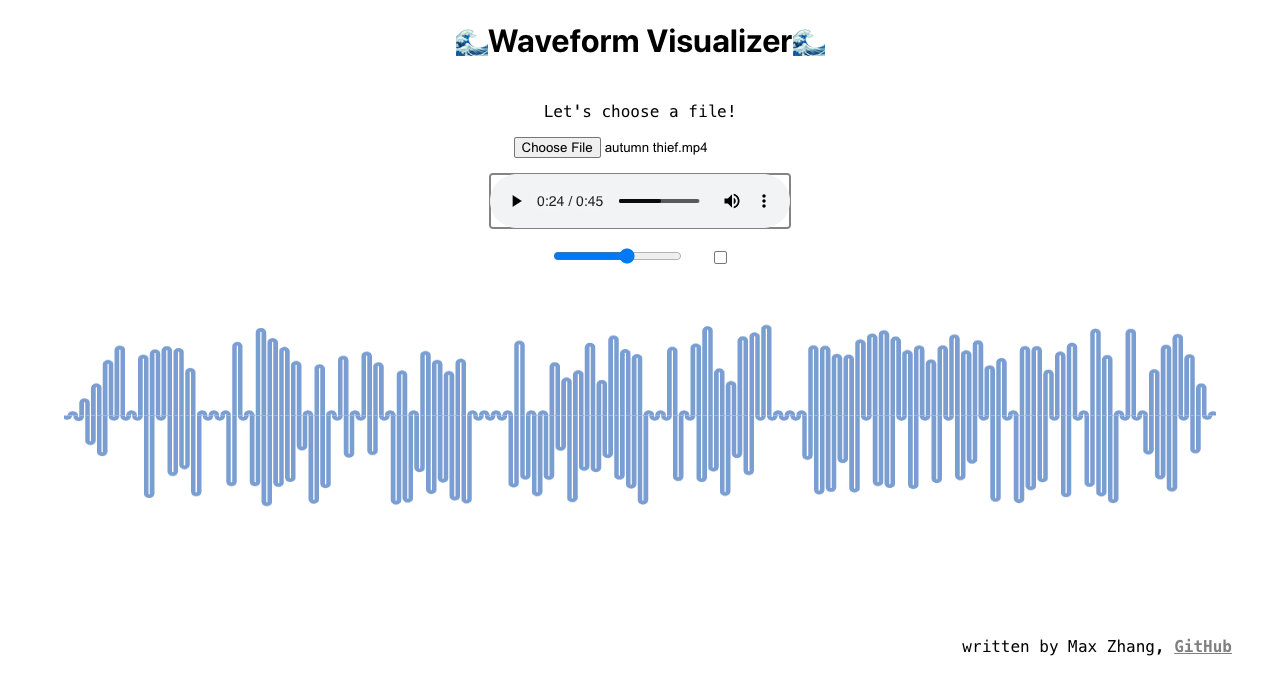 🌊Waveform Visualizer🌊
Let's choose a file!
Choose File autumn thief.mp4
0:24 / 0:45
written by Max Zhang, GitHub